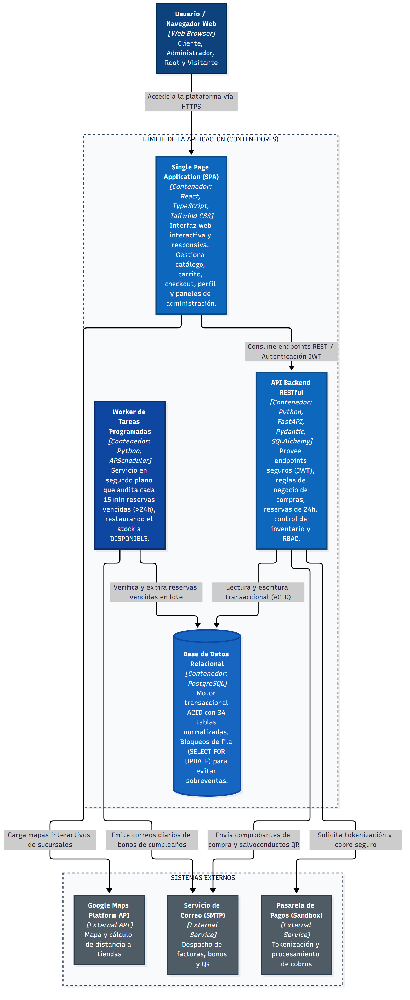 Usuario /
Navegador Web
[Web Browser]
Cliente,
Administrador,
Root y Visitante
Accede a la plataforma vía
HTTPS
LÍMITE DE LA APLICACIÓN (CONTENEDORES)
Single Page
Application (SPA)
[Contenedor:
React,
TypeScript,
Tailwind CSS]
Interfaz web
interactiva y
responsiva.
Gestiona
catálogo,
carrito,
checkout, perfil
y paneles de
administración.
Consume endpoints REST /
Autenticación JWT
API Backend
RESTful
[Contenedor:
Python,
FastAPI,
Pydantic,
SQLAlchemy]
Provee
endpoints
seguros (JWT),
reglas de
negocio de
compras,
reservas de 24h,
control de
inventario y
RBAC.
Worker de
Tareas
Programadas
[Contenedor:
Python,
APScheduler]
Servicio en
segundo plano
que audita cada
15 min reservas
vencidas (>24h),
restaurando el
stock a
DISPONIBLE.
Verifica y expira reservas
vencidas en lote
Lectura y escritura
transaccional (ACID)
Base de Datos
Relacional
[Contenedor:
PostgreSQL]
Motor
transaccional
ACID con 34
tablas
normalizadas.
Bloqueos de fila
(SELECT FOR
UPDATE) para
evitar
sobreventas.
Carga mapas interactivos
de sucursales
Emite correos diarios de
bonos de cumpleaños
Envía comprobantes de
compra y salvoconductos QR
Solicita tokenización y
cobro seguro
SISTEMAS EXTERNOS
Google Maps
Platform API
[External API]
Mapa y cálculo
de distancia a
tiendas
Servicio de
Correo (SMTP)
[External
Service]
Despacho de
facturas, bonos
y QR
Pasarela de
Pagos (Sandbox)
[External
Service]
Tokenización y
procesamiento
de cobros